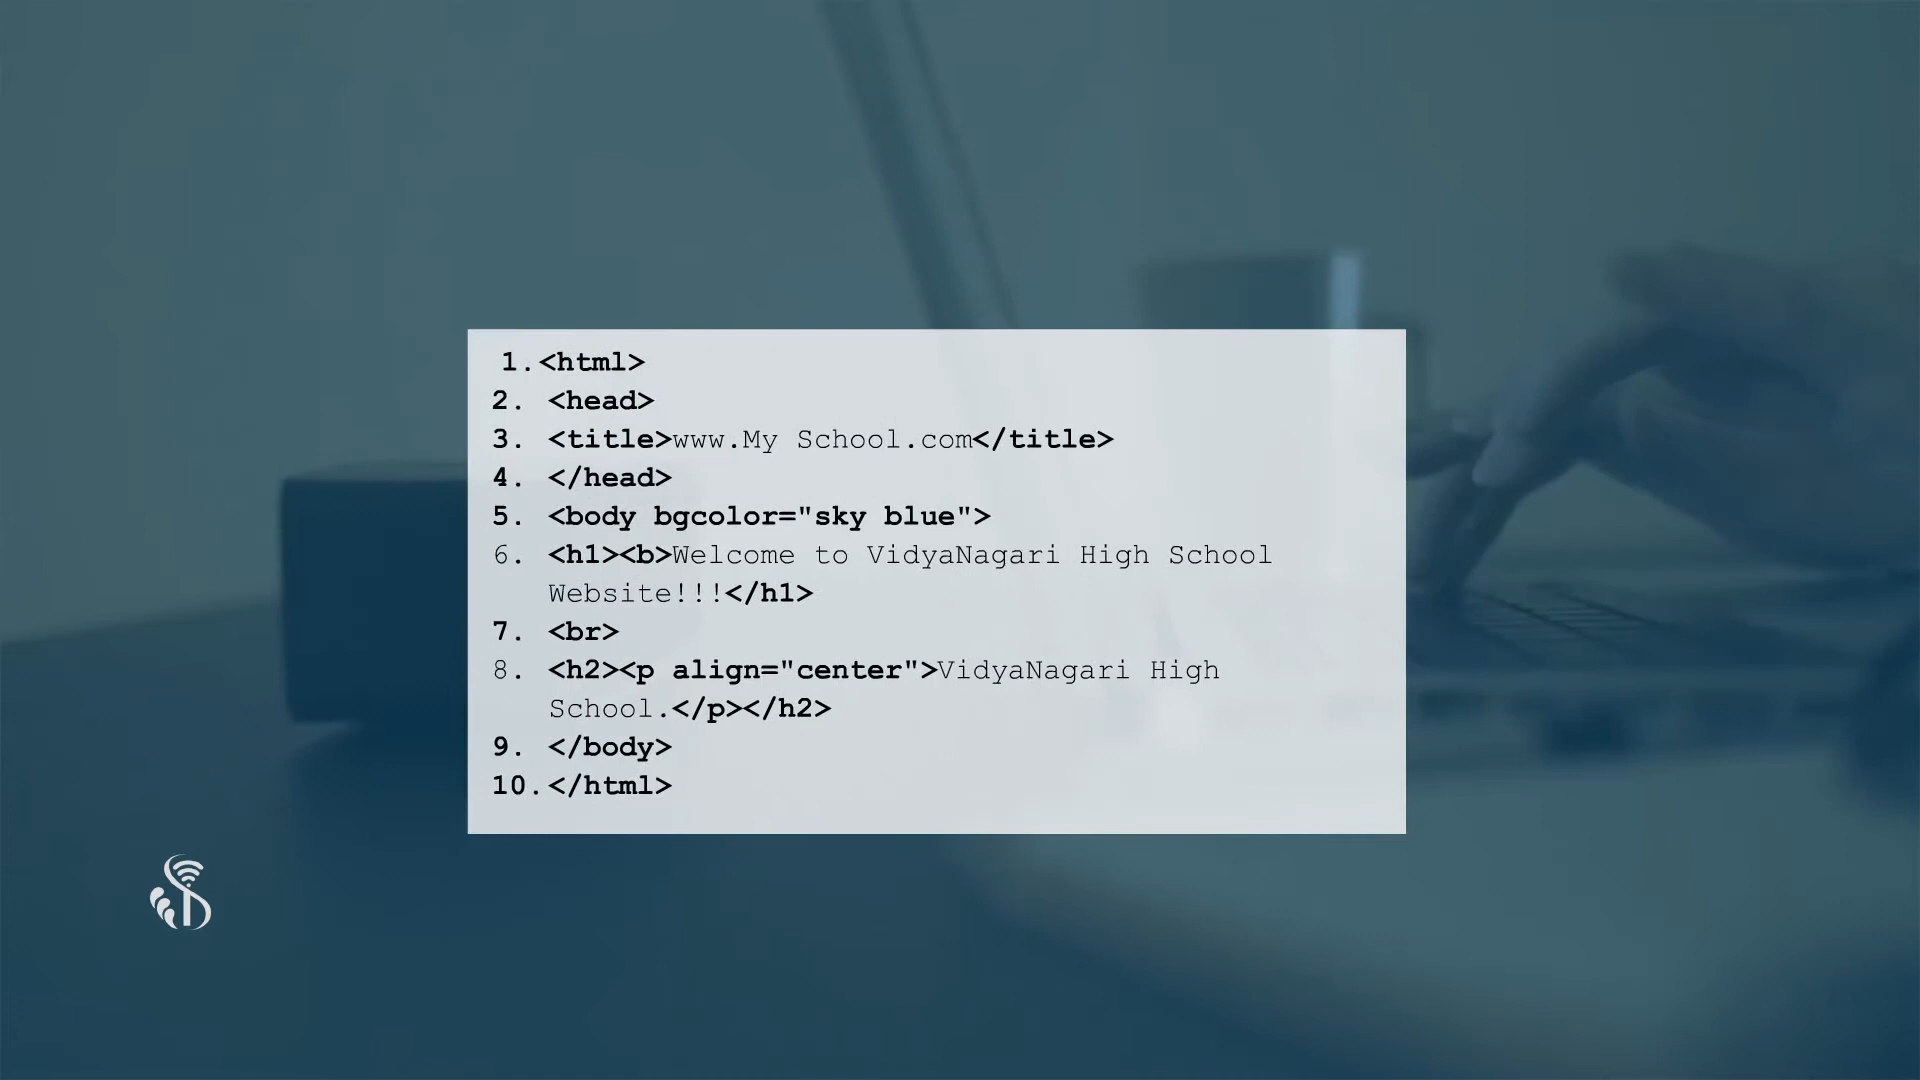 1.<html>
2. <head>
3. <title>www.My School.com</title>
4. </head>
5. <body bgcolor="sky blue">
6. <h1><b>Welcome to VidyaNagari High School
Website!!!</h1>
7. <br>
8. <h2><p align="center">VidyaNagari High
School.</p></h2>
9. </body>
10.</html>